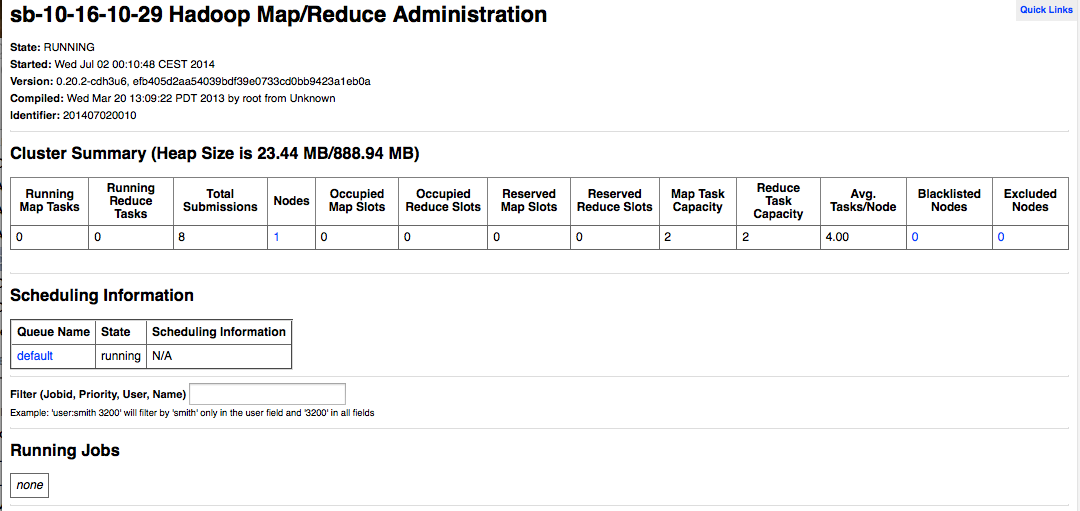 sb-10-16-10-29 Hadoop Map/Reduce Administration
Quick Links
State: RUNNING
Started: Wed Jul 02 00:10:48 CEST 2014
Version: 0.20.2-cdh3u6, efb405d2aa54039bdf39e0733cd0bb9423a1eb0a
Compiled: Wed Mar 20 13:09:22 PDT 2013 by root from Unknown
Identifier: 201407020010
Cluster Summary (Heap Size is 23.44 MB/888.94 MB)
Running Map Tasks Running Reduce Tasks Total Submissions Nodes Occupied Map Slots Occupied Reduce Slots Reserved Map Slots Reserved Reduce Slots Map Task Capacity Reduce Task Capacity Avg. Tasks/Node Blacklisted Nodes Excluded Nodes
0 0 8 1 0 0 0 0 2 2 4.00 0 0
Scheduling Information
Queue Name State Scheduling Information
default running N/A
Filter (Jobid, Priority, User, Name)
Example: 'user:smith 3200' will filter by 'smith' only in the user field and '3200' in all fields
Running Jobs
none